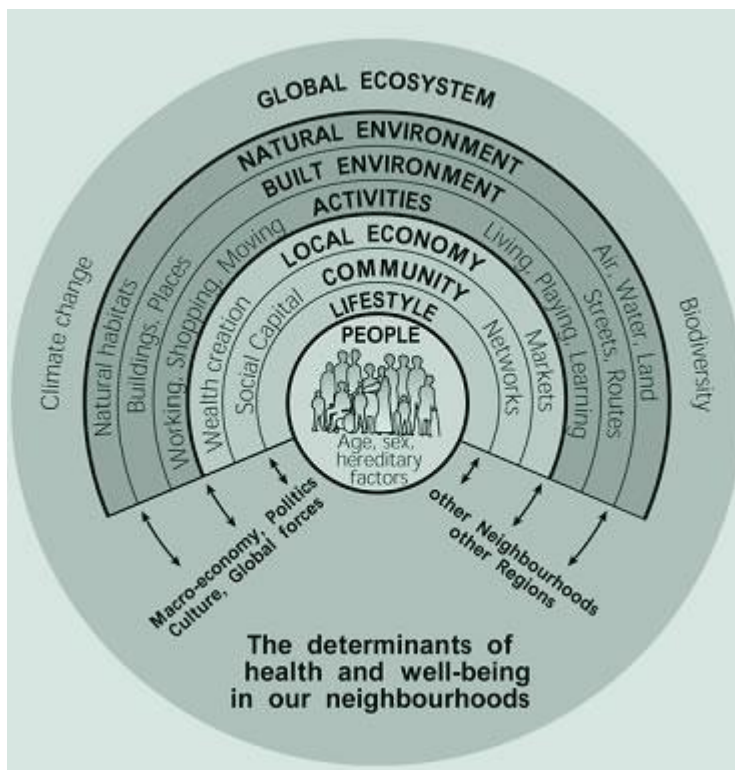 GLOBAL ECOSYSTEM
NATURAL ENVIRONMENT
BUILT ENVIRONMENT
ACTIVITIES
LOCAL ECONOMY
COMMUNITY
LIFESTYLE
PEOPLE
Climate change
Natural habitats
Buildings, Places
Working, Shopping, Moving
Wealth creation
Social Capital
Networks
Markets
Living, Playing, Learning
Streets, Routes
Air, Water, Land
Biodiversity
Age, sex,
hereditary
factors
Macro-economy, Politics
Culture, Global forces
other Neighbourhoods
other Regions
The determinants of
health and well-being
in our neighbourhoods